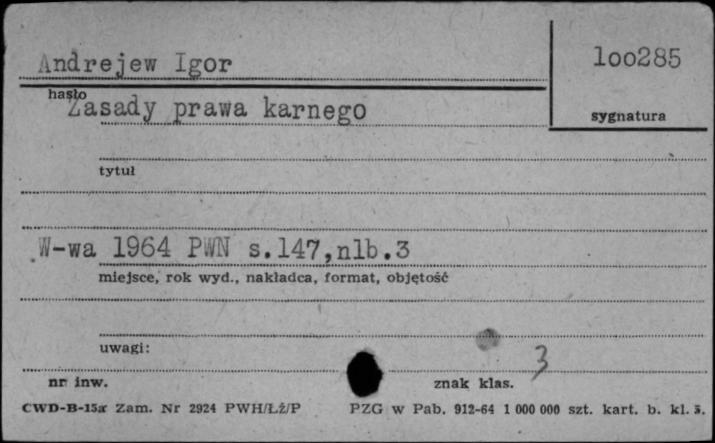 Andrejew Igor
loo285
hasło
Zasady prawa karnego
sygnatura
tytuł
W-wa 1964 PWN s.147,nlb.3
miejsce, rok wyd., nakładca, format, objętość
uwagi:
3
nr inw.
znak klas.
CWD-B-15a Zam. Nr 2924 PWH/ŁŻ/P
PZG w Pab. 912-64 1 000 000 szt. kart. b. kl. 5.